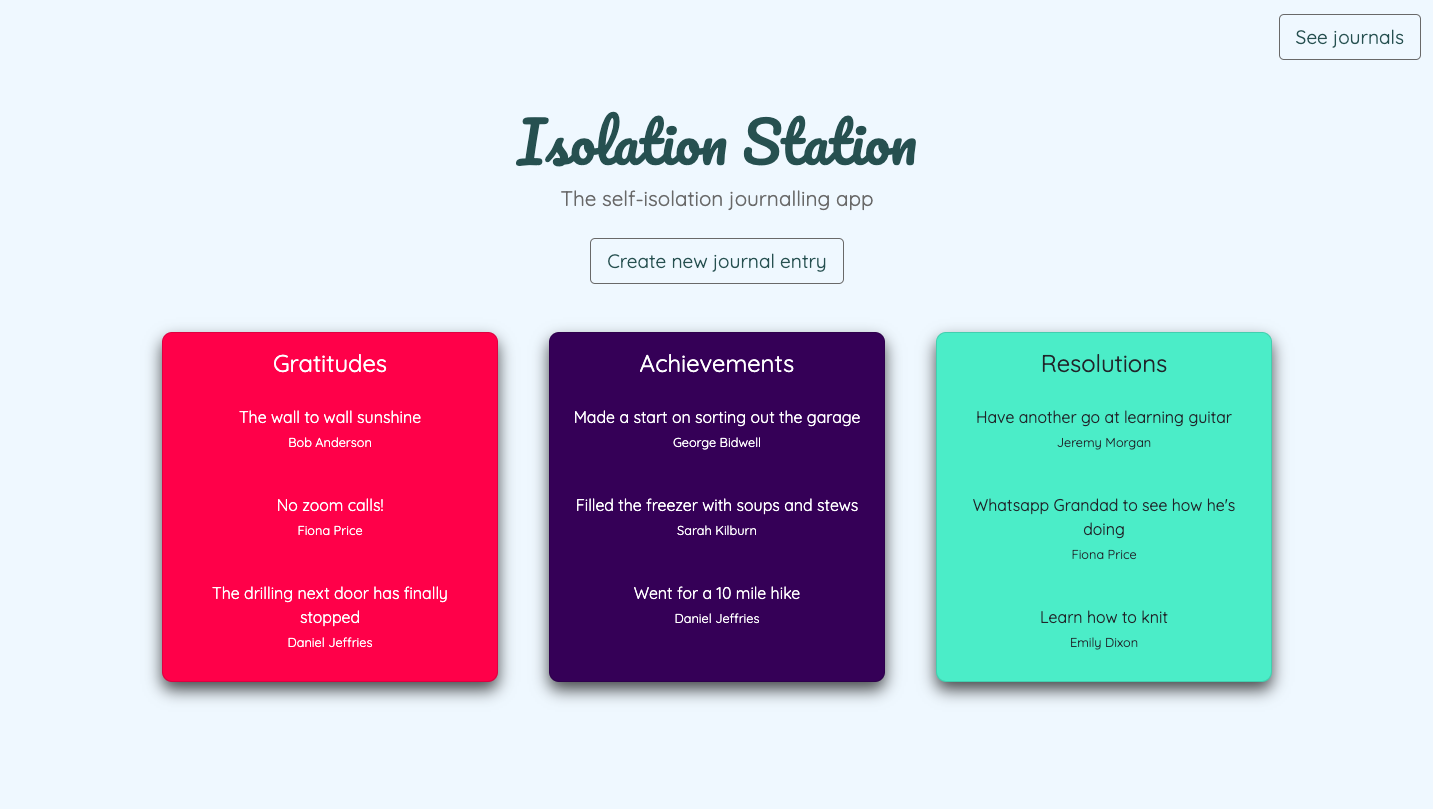 See journals
Isolation Station
The self-isolation journalling app
Create new journal entry
Gratitudes
The wall to wall sunshine
Bob Anderson
No zoom calls!
Fiona Price
The drilling next door has finally
stopped
Daniel Jeffries
Achievements
Made a start on sorting out the garage
George Bidwell
Filled the freezer with soups and stews
Sarah Kilburn
Went for a 10 mile hike
Daniel Jeffries
Resolutions
Have another go at learning guitar
Jeremy Morgan
Whatsapp Grandad to see how he's
doing
Fiona Price
Learn how to knit
Emily Dixon